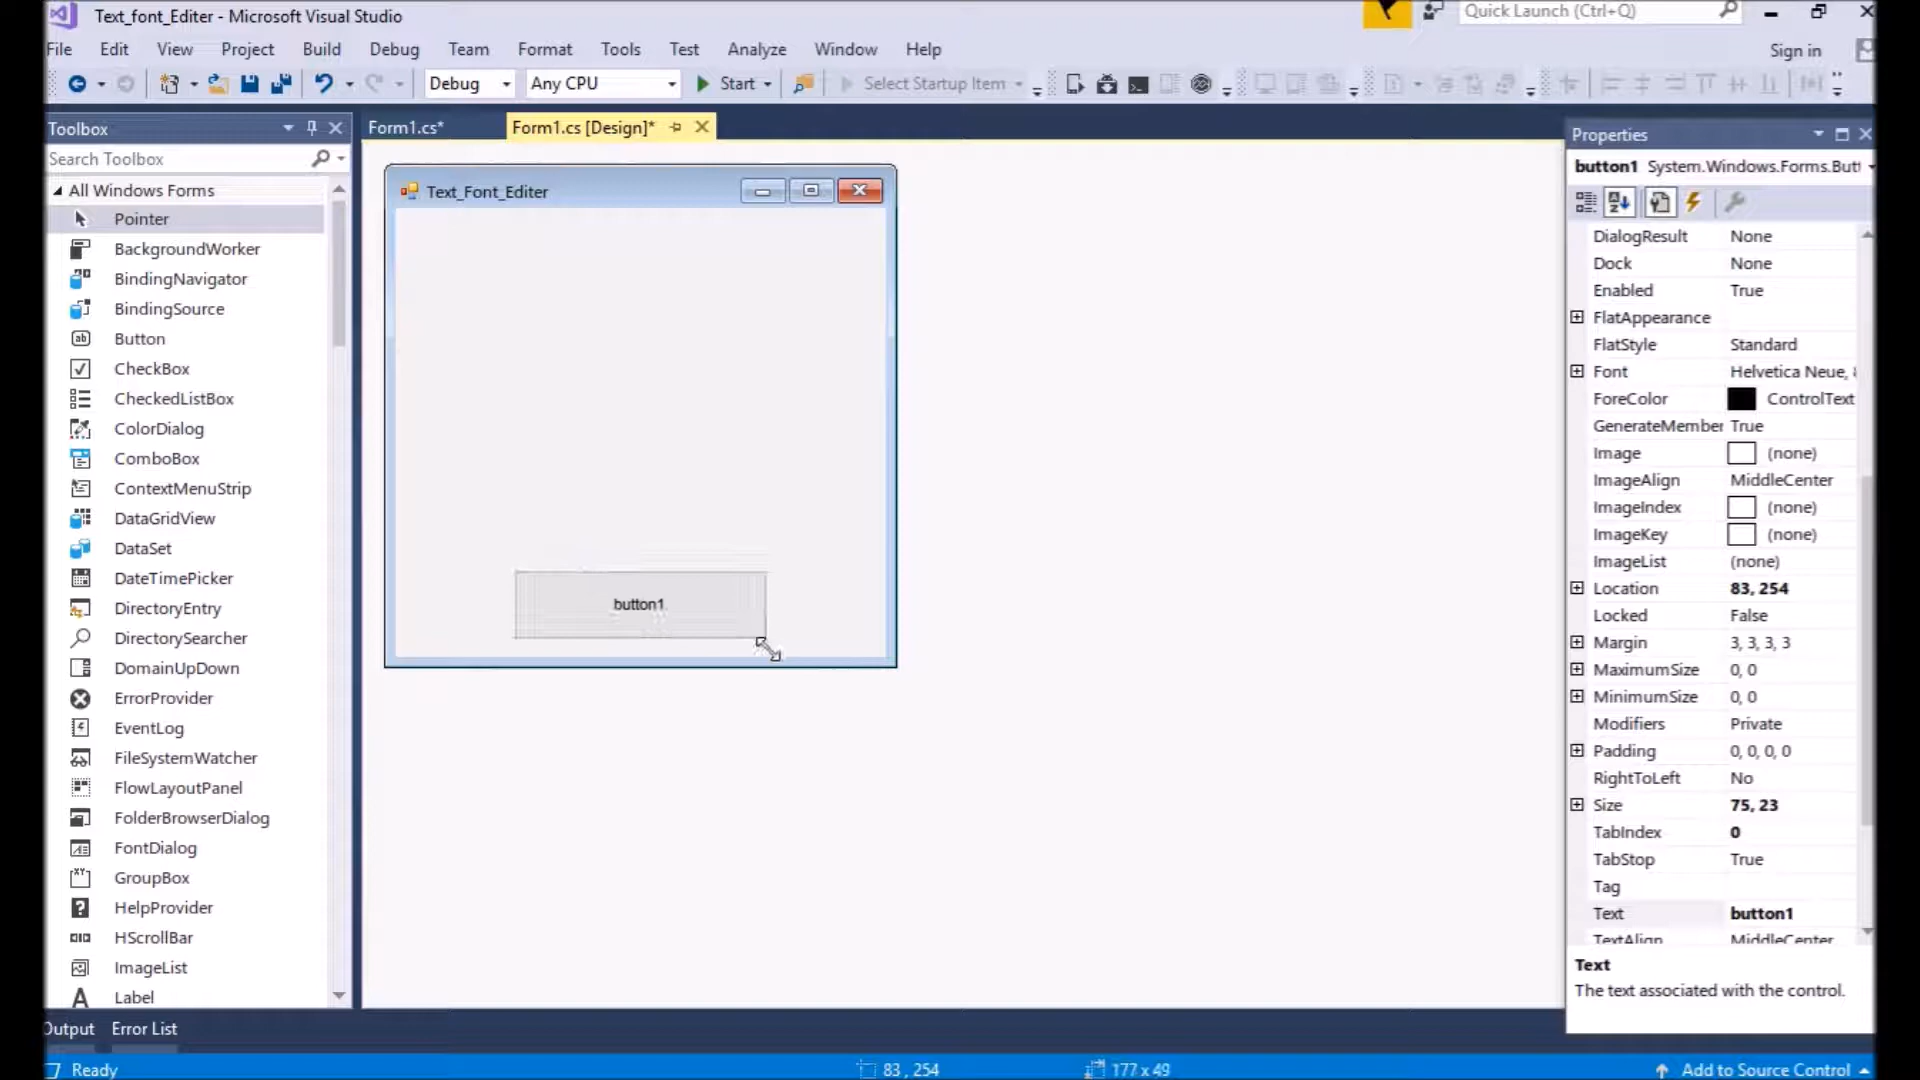 Text_font_Editer - Microsoft Visual Studio
Quick Launch (Ctrl+Q)
File Edit View Project Build Debug Team Format Tools Test Analyze Window Help
Sign in
Debug Any CPU Start Select Startup Item
Toolbox
Form1.cs*
Form1.cs [Design]*
Properties
Search Toolbox
button1 System.Windows.Forms.Butt
All Windows Forms
Pointer
BackgroundWorker
BindingNavigator
BindingSource
Button
CheckBox
CheckedListBox
ColorDialog
ComboBox
ContextMenuStrip
DataGridView
DataSet
DateTimePicker
DirectoryEntry
DirectorySearcher
DomainUpDown
ErrorProvider
EventLog
FileSystemWatcher
FlowLayoutPanel
FolderBrowserDialog
FontDialog
GroupBox
HelpProvider
HScrollBar
ImageList
Label
Text_Font_Editer
button1
DialogResult None
Dock None
Enabled True
FlatAppearance
FlatStyle Standard
Font Helvetica Neue,
ForeColor ControlText
GenerateMember True
Image (none)
ImageAlign MiddleCenter
ImageIndex (none)
ImageKey (none)
ImageList (none)
Location 83, 254
Locked False
Margin 3, 3, 3, 3
MaximumSize 0, 0
MinimumSize 0, 0
Modifiers Private
Padding 0, 0, 0, 0
RightToLeft No
Size 75, 23
TabIndex 0
TabStop True
Tag
Text button1
TextAlign MiddleCenter
Text
The text associated with the control.
Output Error List
Ready
83 , 254
177 x 49
Add to Source Control